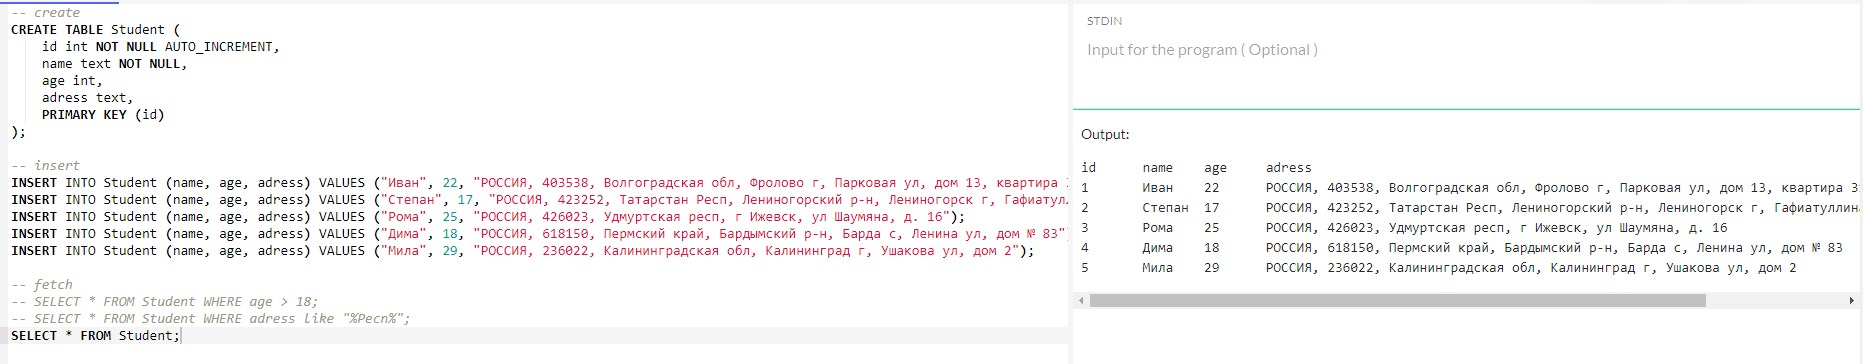 -- create
CREATE TABLE Student (
id int NOT NULL AUTO_INCREMENT,
name text NOT NULL,
age int,
adress text,
PRIMARY KEY (id)
);
-- insert
INSERT INTO Student (name, age, adress) VALUES ("Иван", 22, "РОССИЯ, 403538, Волгоградская обл, Фролово г, Парковая ул, дом 13, квартира
INSERT INTO Student (name, age, adress) VALUES ("Степан", 17, "РОССИЯ, 423252, Татарстан Респ, Лениногорский р-н, Лениногорск г, Гафиатулл
INSERT INTO Student (name, age, adress) VALUES ("Рома", 25, "РОССИЯ, 426023, Удмуртская респ, г Ижевск, ул Шаумяна, д. 16");
INSERT INTO Student (name, age, adress) VALUES ("Дима", 18, "РОССИЯ, 618150, Пермский край, Бардымский р-н, Барда с, Ленина ул, дом № 83"
INSERT INTO Student (name, age, adress) VALUES ("Мила", 29, "РОССИЯ, 236022, Калининградская обл, Калининград г, Ушакова ул, дом 2");
-- fetch
-- SELECT * FROM Student WHERE age > 18;
-- SELECT * FROM Student WHERE adress like "%Респ%";
SELECT * FROM Student;
STDIN
Input for the program ( Optional )
Output:
id name age adress
1 Иван 22 РОССИЯ, 403538, Волгоградская обл, Фролово г, Парковая ул, дом 13, квартира
2 Степан 17 РОССИЯ, 423252, Татарстан Респ, Лениногорский р-н, Лениногорск г, Гафиатуллин
3 Рома 25 РОССИЯ, 426023, Удмуртская респ, г Ижевск, ул Шаумяна, д. 16
4 Дима 18 РОССИЯ, 618150, Пермский край, Бардымский р-н, Барда с, Ленина ул, дом № 83
5 Мила 29 РОССИЯ, 236022, Калининградская обл, Калининград г, Ушакова ул, дом 2